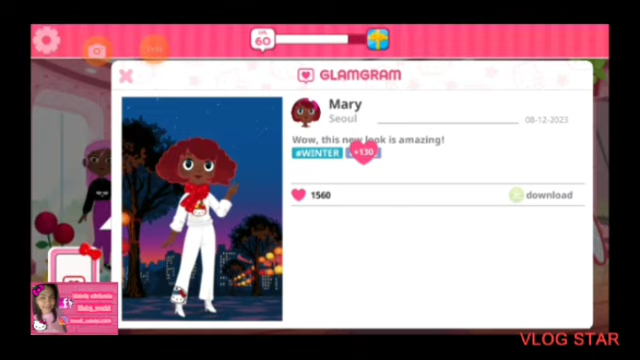 LVL
60
GLAMGRAM
Mary
Seoul
08-12-2023
Wow, this new look is amazing!
#WINTER
+130
1560
download
VLOG STAR